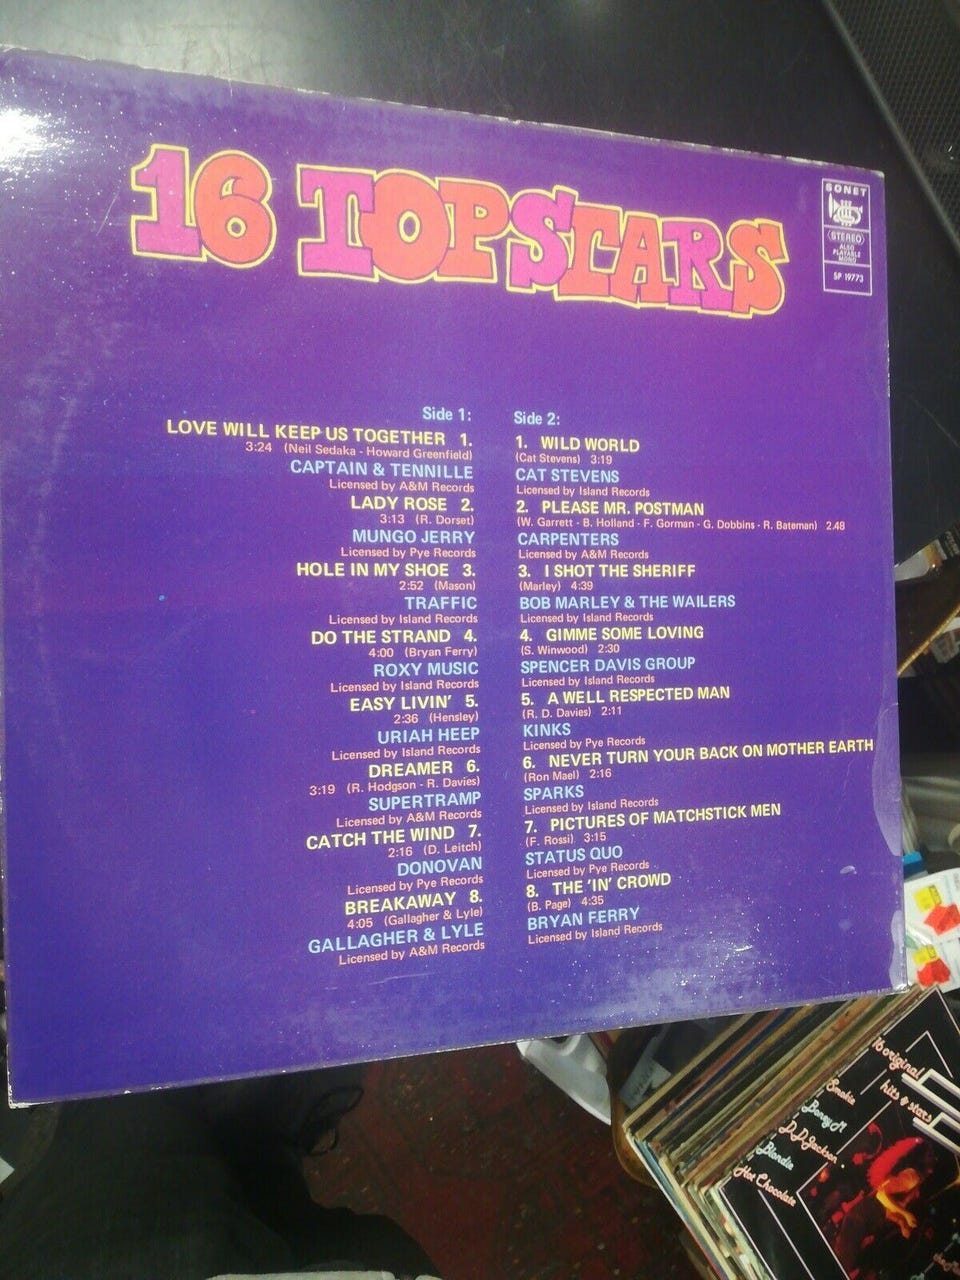 16 TOPSTARS
SONET
STEREO
ALSO
PLAYABLE
MONO
SP 19773
Side 1:
LOVE WILL KEEP US TOGETHER 1.
3:24 (Neil Sedaka - Howard Greenfield)
CAPTAIN & TENNILLE
Licensed by A&M Records
LADY ROSE 2.
3:13 (R. Dorset)
MUNGO JERRY
Licensed by Pye Records
HOLE IN MY SHOE 3.
2:52 (Mason)
TRAFFIC
Licensed by Island Records
DO THE STRAND 4.
4:00 (Bryan Ferry)
ROXY MUSIC
Licensed by Island Records
EASY LIVIN' 5.
2:36 (Hensley)
URIAH HEEP
Licensed by Island Records
DREAMER 6.
3:19 (R. Hodgson - R. Davies)
SUPERTRAMP
Licensed by A&M Records
CATCH THE WIND 7.
2:16 (D. Leitch)
DONOVAN
Licensed by Pye Records
BREAKAWAY 8.
4:05 (Gallagher & Lyle)
GALLAGHER & LYLE
Licensed by A&M Records
Side 2:
1. WILD WORLD
(Cat Stevens) 3:19
CAT STEVENS
Licensed by Island Records
2. PLEASE MR. POSTMAN
(W. Garrett - B. Holland - F. Gorman - G. Dobbins - R. Bateman) 2.48
CARPENTERS
Licensed by A&M Records
3. I SHOT THE SHERIFF
(Marley) 4:39
BOB MARLEY & THE WAILERS
Licensed by Island Records
4. GIMME SOME LOVING
(S. Winwood) 2:30
SPENCER DAVIS GROUP
Licensed by Island Records
5. A WELL RESPECTED MAN
(R. D. Davies) 2:11
KINKS
Licensed by Pye Records
6. NEVER TURN YOUR BACK ON MOTHER EARTH
(Ron Mael) 2:16
SPARKS
Licensed by Island Records
7. PICTURES OF MATCHSTICK MEN
(F. Rossi) 3:15
STATUS QUO
Licensed by Pye Records
8. THE 'IN' CROWD
(B. Page) 4:35
BRYAN FERRY
Licensed by Island Records
16 original
hits & stars
Smokie
Boney M
D.D. Jackson
Blondie
Hot Chocolate